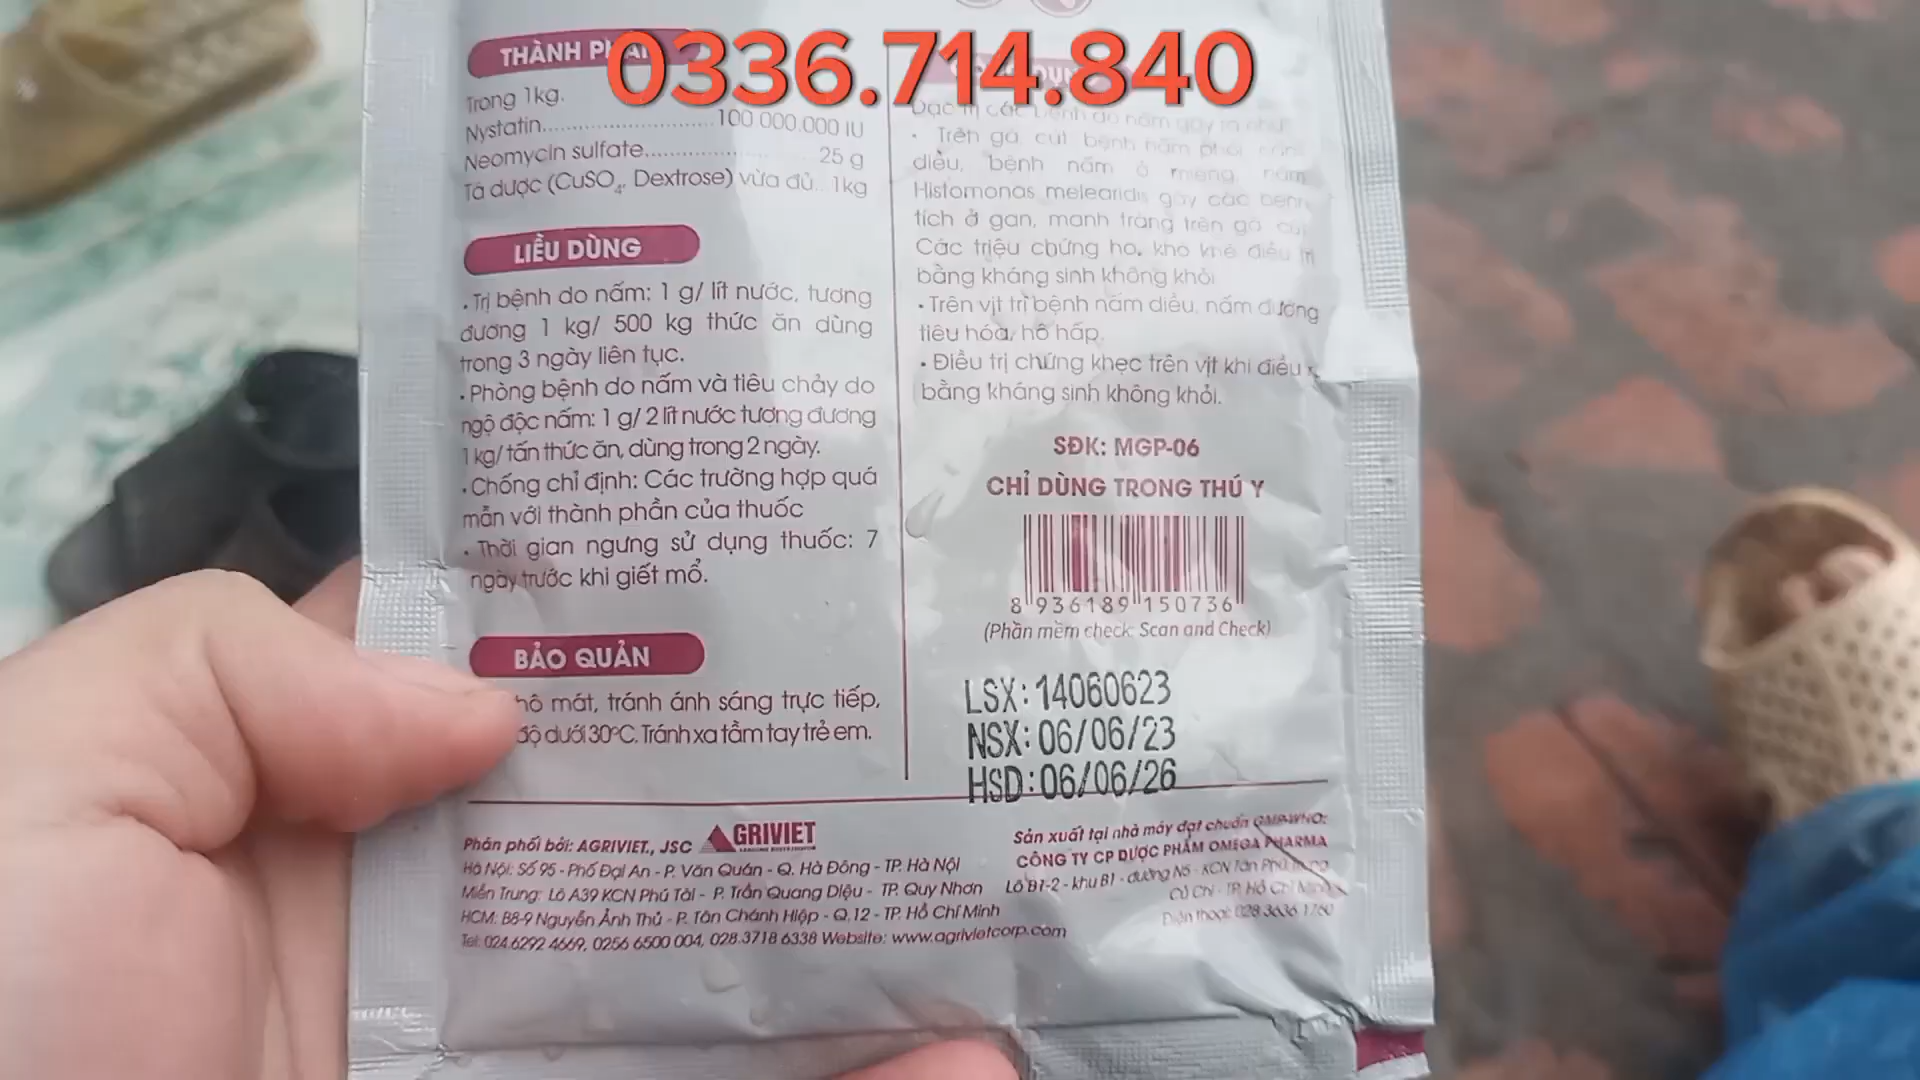 0336.714.840
THÀNH PHẦN
Trong 1kg.
Nystatin.......................... 100 000.000 IU
Neomycin sulfate...................... 25 g
Tá dược (CuSO₄, Dextrose) vừa đủ...1kg
LIỀU DÙNG
• Trị bệnh do nấm: 1 g/ lít nước, tương
đương 1 kg/ 500 kg thức ăn dùng
trong 3 ngày liên tục.
• Phòng bệnh do nấm và tiêu chảy do
ngộ độc nấm: 1 g/ 2 lít nước tương đương
1 kg/tấn thức ăn, dùng trong 2 ngày.
• Chống chỉ định: Các trường hợp quá
mẫn với thành phần của thuốc
• Thời gian ngưng sử dụng thuốc: 7
ngày trước khi giết mổ.
BẢO QUẢN
hô mát, tránh ánh sáng trực tiếp,
độ dưới 30°C. Tránh xa tầm tay trẻ em.
DỤNG
Đặc trị các bệnh do nấm gây ra như:
• Trên gà, cút bệnh nấm phổi, nấm
diều, bệnh nấm ở miệng, nấm
Histomonas melearidis gây các bệnh
tích ở gan, manh tràng trên gà
Các triệu chứng ho, khò khè điều trị
bằng kháng sinh không khỏi
• Trên vịt trị bệnh nấm diều, nấm đường
tiêu hóa, hô hấp.
• Điều trị chứng khẹc trên vịt khi điều
bằng kháng sinh không khỏi.
SĐK: MGP-06
CHỈ DÙNG TRONG THÚ Y
8 936189 150736
(Phần mềm check: Scan and Check)
LSX: 14060623
NSX: 06/06/23
HSD: 06/06/26
Phân phối bởi: AGRIVIET., JSC AGRIVIET
Hà Nội: Số 95 - Phố Đại An - P. Văn Quán - Q. Hà Đông - TP. Hà Nội
Miền Trung: Lô A39 KCN Phú Tài - P. Trần Quang Diệu - TP. Quy Nhơn
HCM: B8-9 Nguyễn Ảnh Thủ - P. Tân Chánh Hiệp - Q.12 - TP. Hồ Chí Minh
Tel: 024.6292 4669, 0256 6500 004, 028.3718 6338 Website: www.agrivietcorp.com
Sản xuất tại nhà máy đạt chuẩn GMP-WHO:
CÔNG TY CP DƯỢC PHẨM OMEGA PHARMA
Lô B1-2 - khu B1 - đường N5 - KCN Tân Phú Trung
Củ Chi - TP. Hồ Chí Minh
Điện thoại: 028 3636 1760